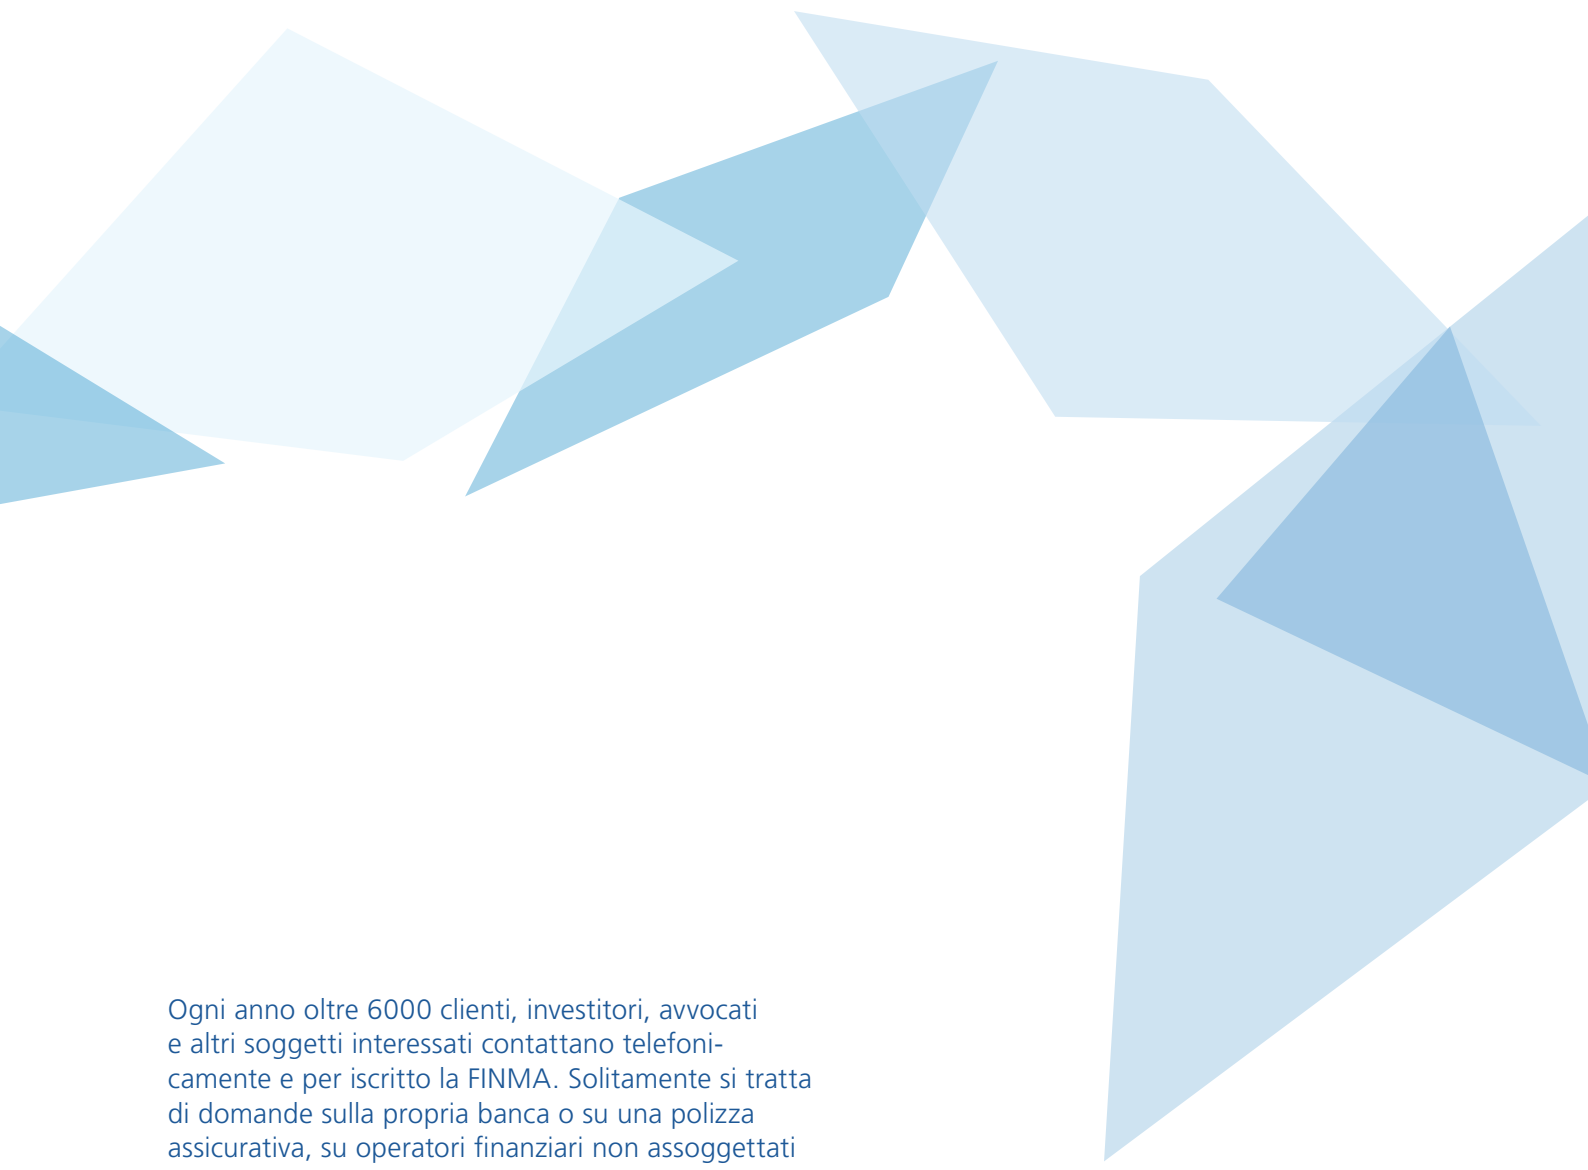 Ogni anno oltre 6000 clienti, investitori, avvocati
e altri soggetti interessati contattano telefoni-
camente e per iscritto la FINMA. Solitamente si tratta
di domande sulla propria banca o su una polizza
assicurativa, su operatori finanziari non assoggettati